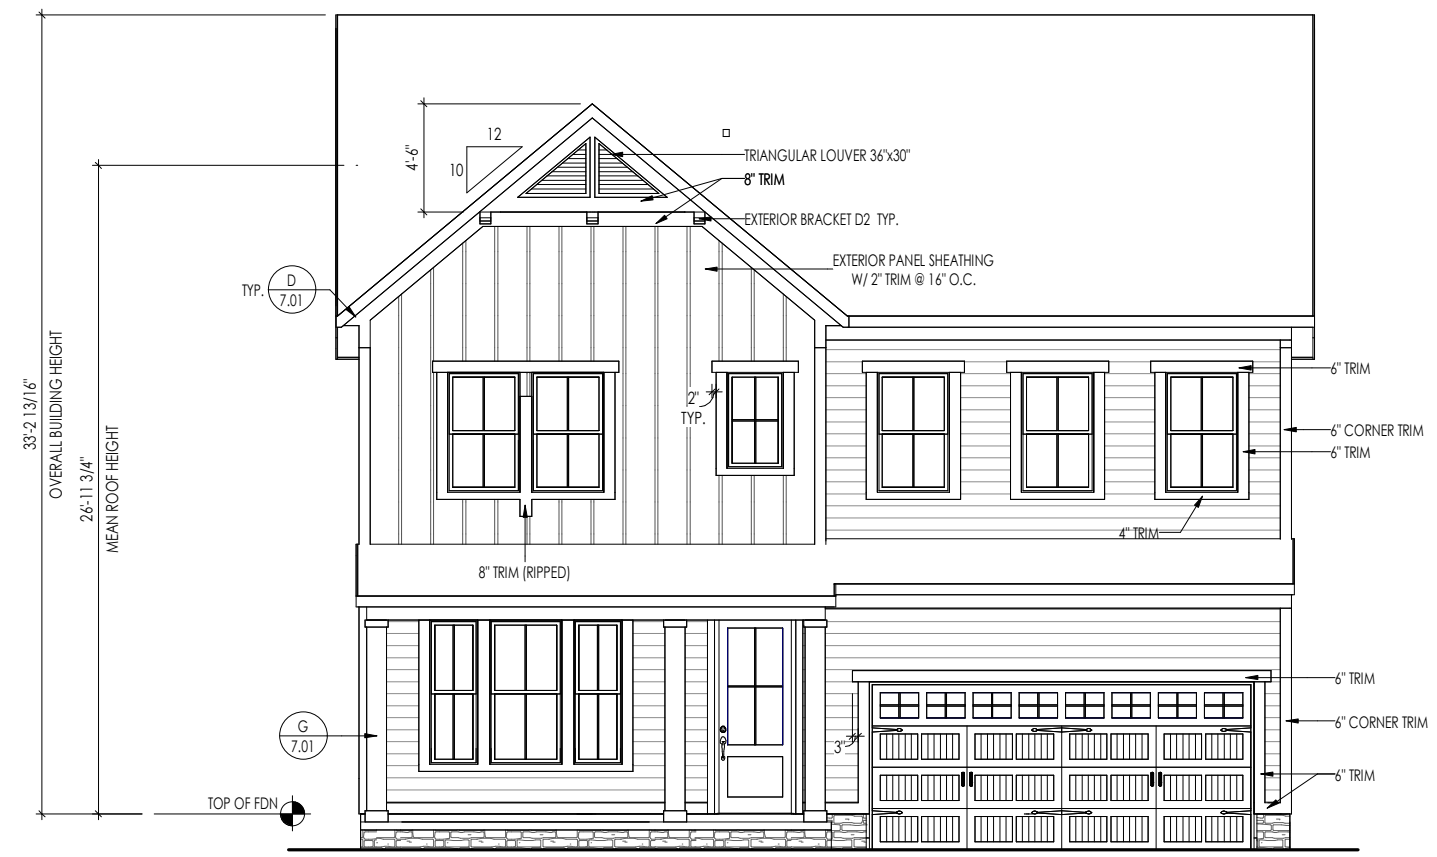 12
4'-6"
10
TRIANGULAR LOUVER 36"x30"
8" TRIM
EXTERIOR BRACKET D2 TYP.
EXTERIOR PANEL SHEATHING
W/ 2" TRIM @ 16" O.C.
TYP.
D
7.01
33'-2 13/16"
OVERALL BUILDING HEIGHT
26'-11 3/4"
MEAN ROOF HEIGHT
2"
TYP.
6" TRIM
6" CORNER TRIM
6" TRIM
4" TRIM
8" TRIM (RIPPED)
6" TRIM
G
7.01
6" CORNER TRIM
3"
6" TRIM
TOP OF FDN